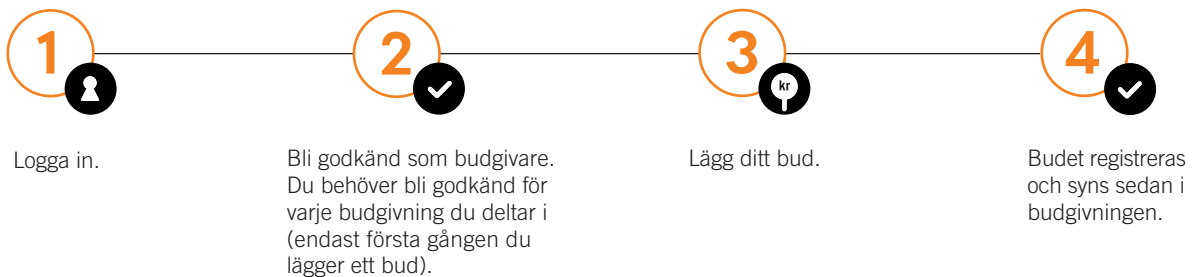 1
2
3
4
kr
Logga in.
Bli godkänd som budgivare.
Du behöver bli godkänd för
varje budgivning du deltar i
(endast första gången du
lägger ett bud).
Lägg ditt bud.
Budet registreras
och syns sedan i
budgivningen.